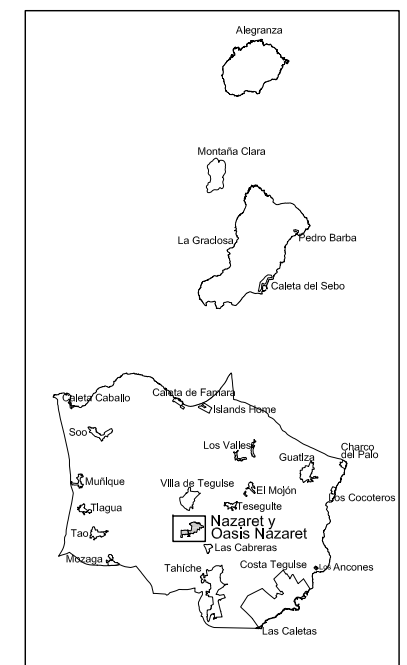 Alegranza
Montaña Clara
La Graciosa
Pedro Barba
Caleta del Sebo
Caleta Caballo
Caleta de Famara
Islands Home
Soo
Los Valles
Guatiza
Charco
del Palo
Muñique
Villa de Teguise
El Mojón
Los Cocoteros
Tiagua
Teseguite
Nazaret y
Oasis Nazaret
Tao
Las Cabreras
Mozaga
Tahíche
Costa Teguise
Los Ancones
Las Caletas